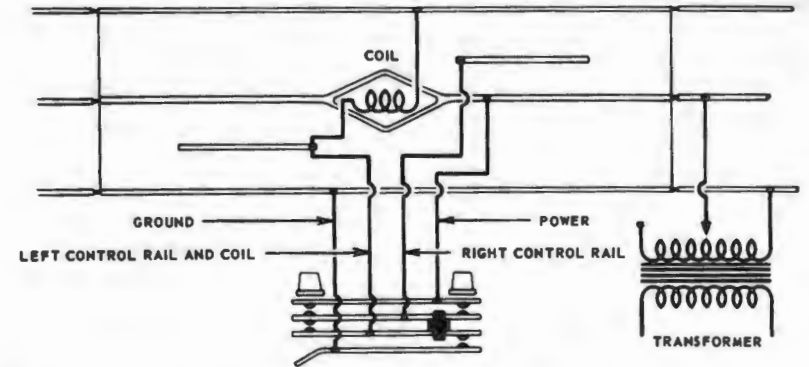 COIL
GROUND
POWER
LEFT CONTROL RAIL AND COIL
RIGHT CONTROL RAIL
TRANSFORMER